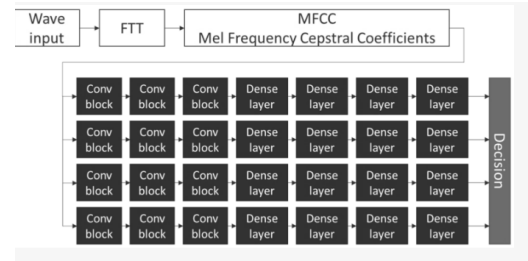 Wave
input
FTT
MFCC
Mel Frequency Cepstral Coefficients
Conv
block
Conv
block
Conv
block
Dense
layer
Dense
layer
Dense
layer
Dense
layer
Conv
block
Conv
block
Conv
block
Dense
layer
Dense
layer
Dense
layer
Dense
layer
Conv
block
Conv
block
Conv
block
Dense
layer
Dense
layer
Dense
layer
Dense
layer
Conv
block
Conv
block
Conv
block
Dense
layer
Dense
layer
Dense
layer
Dense
layer
Decision